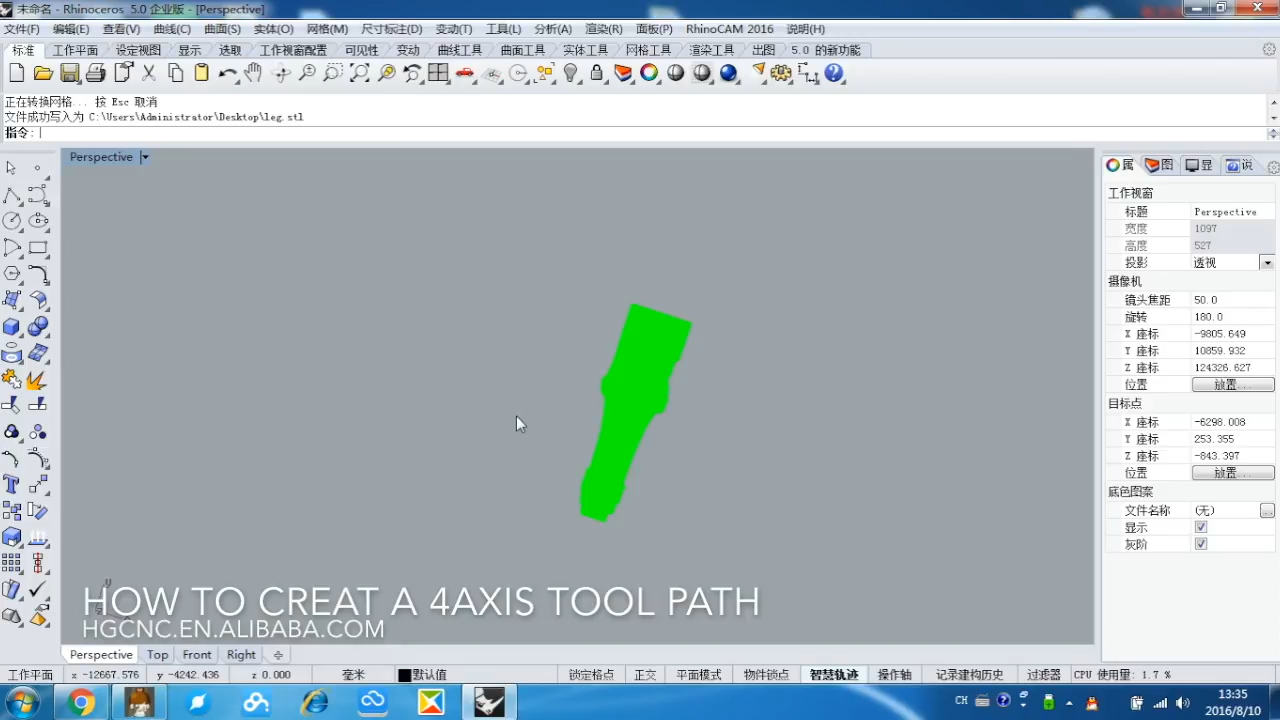 未命名 - Rhinoceros 5.0 企业版 - [Perspective]
文件(F) 编辑(E) 查看(V) 曲线(C) 曲面(S) 实体(O) 网格(M) 尺寸标注(D) 变动(T) 工具(L) 分析(A) 渲染(R) 面板(P) RhinoCAM 2016 说明(H)
标准 工作平面 设定视图 显示 选取 工作视窗配置 可见性 变动 曲线工具 曲面工具 实体工具 网格工具 渲染工具 出图 5.0 的新功能
正在转换网格... 按 Esc 取消
文件成功写入为 C:\Users\Administrator\Desktop\leg.stl
指令:
Perspective
属 图 显 说
工作视窗
标题 Perspective
宽度 1097
高度 527
投影 透视
摄像机
镜头焦距 50.0
旋转 180.0
X 座标 -9805.649
Y 座标 10859.932
Z 座标 124326.627
位置 放置...
目标点
X 座标 -6298.008
Y 座标 253.355
Z 座标 -843.397
位置 放置...
底色图案
文件名称 (无) ...
显示
灰阶
HOW TO CREAT A 4AXIS TOOL PATH
HGCNC.EN.ALIBABA.COM
Perspective Top Front Right
工作平面 x -12667.576 y -4242.436 z 0.000 毫米 默认值 锁定格点 正交 平面模式 物件锁点 智慧轨迹 操作轴 记录建构历史 过滤器 CPU 使用量: 1.7 %
CH 13:35
2016/8/10